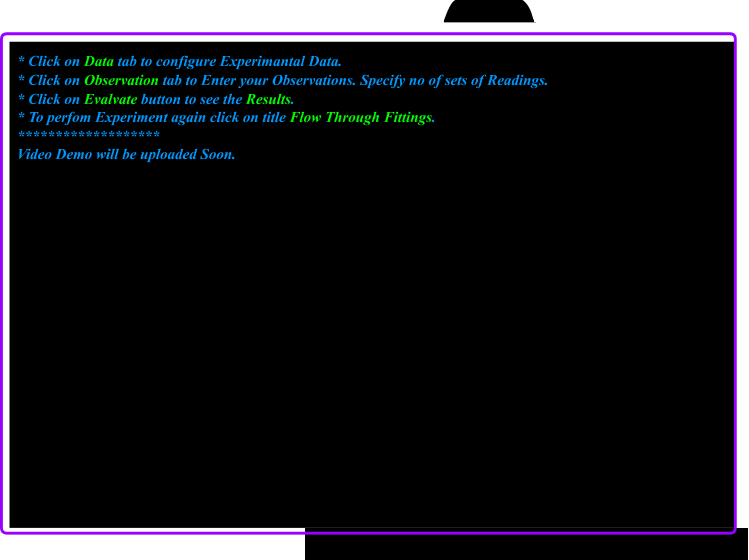 * Click on Data tab to configure Experimantal Data.
* Click on Observation tab to Enter your Observations. Specify no of sets of Readings.
* Click on Evalvate button to see the Results.
* To perfom Experiment again click on title Flow Through Fittings.
*******************
Video Demo will be uploaded Soon.